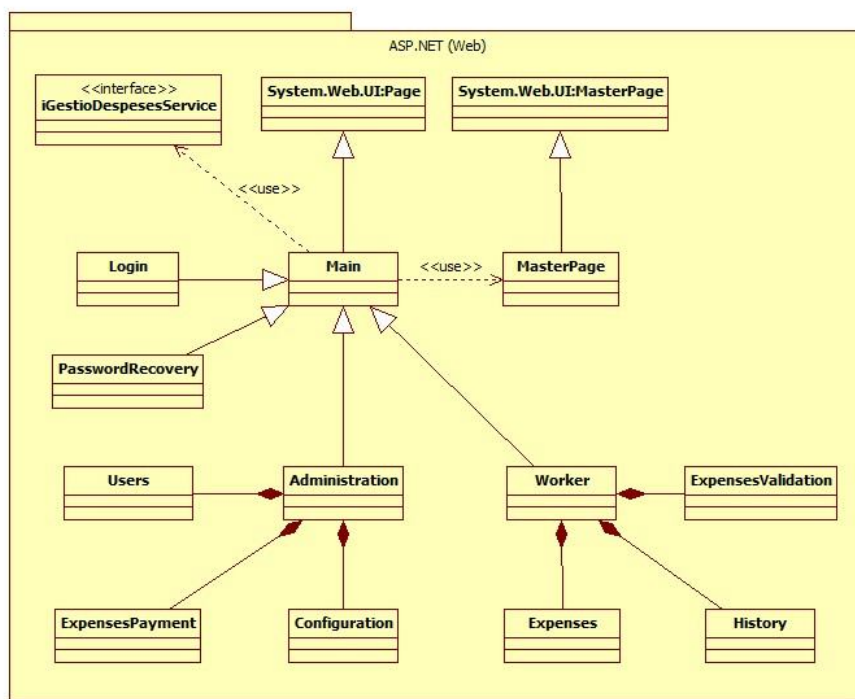 ASP.NET (Web)
<<interface>>
iGestioDespesesService
System.Web.UI:Page
System.Web.UI:MasterPage
<<use>>
Login
Main
<<use>>
MasterPage
PasswordRecovery
Users
Administration
Worker
ExpensesValidation
ExpensesPayment
Configuration
Expenses
History